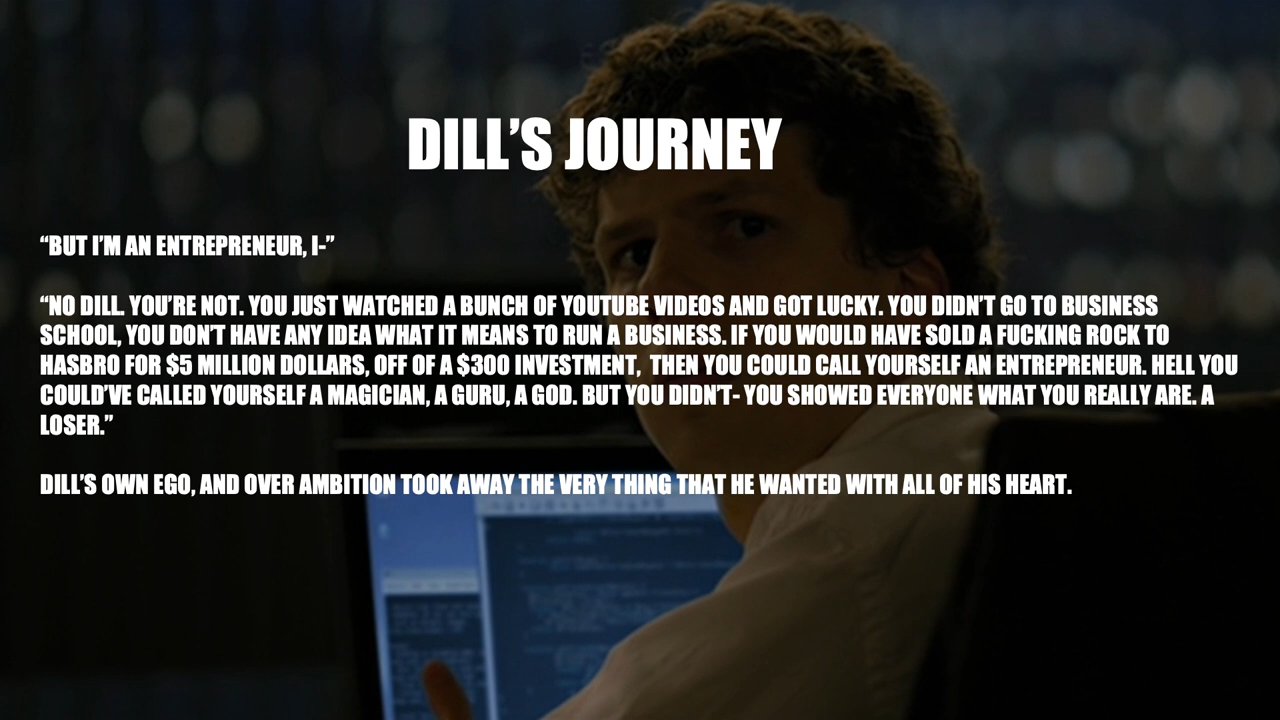 DILL’S JOURNEY
“BUT I’M AN ENTREPRENEUR, I-”
“NO DILL. YOU’RE NOT. YOU JUST WATCHED A BUNCH OF YOUTUBE VIDEOS AND GOT LUCKY. YOU DIDN’T GO TO BUSINESS
SCHOOL, YOU DON’T HAVE ANY IDEA WHAT IT MEANS TO RUN A BUSINESS. IF YOU WOULD HAVE SOLD A FUCKING ROCK TO
HASBRO FOR $5 MILLION DOLLARS, OFF OF A $300 INVESTMENT, THEN YOU COULD CALL YOURSELF AN ENTREPRENEUR. HELL YOU
COULD’VE CALLED YOURSELF A MAGICIAN, A GURU, A GOD. BUT YOU DIDN’T- YOU SHOWED EVERYONE WHAT YOU REALLY ARE. A
LOSER.”
DILL’S OWN EGO, AND OVER AMBITION TOOK AWAY THE VERY THING THAT HE WANTED WITH ALL OF HIS HEART.